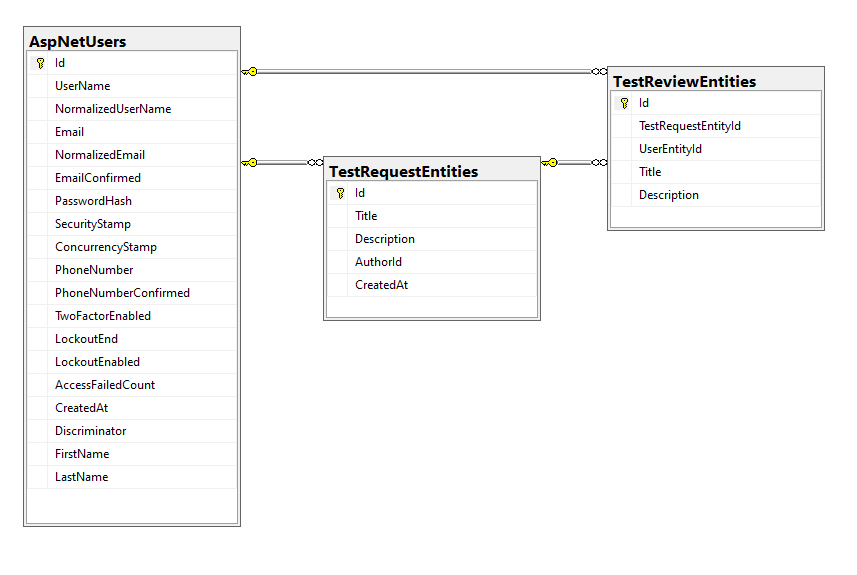 AspNetUsers
Id
UserName
NormalizedUserName
Email
NormalizedEmail
EmailConfirmed
PasswordHash
SecurityStamp
ConcurrencyStamp
PhoneNumber
PhoneNumberConfirmed
TwoFactorEnabled
LockoutEnd
LockoutEnabled
AccessFailedCount
CreatedAt
Discriminator
FirstName
LastName
TestRequestEntities
Id
Title
Description
AuthorId
CreatedAt
TestReviewEntities
Id
TestRequestEntityId
UserEntityId
Title
Description